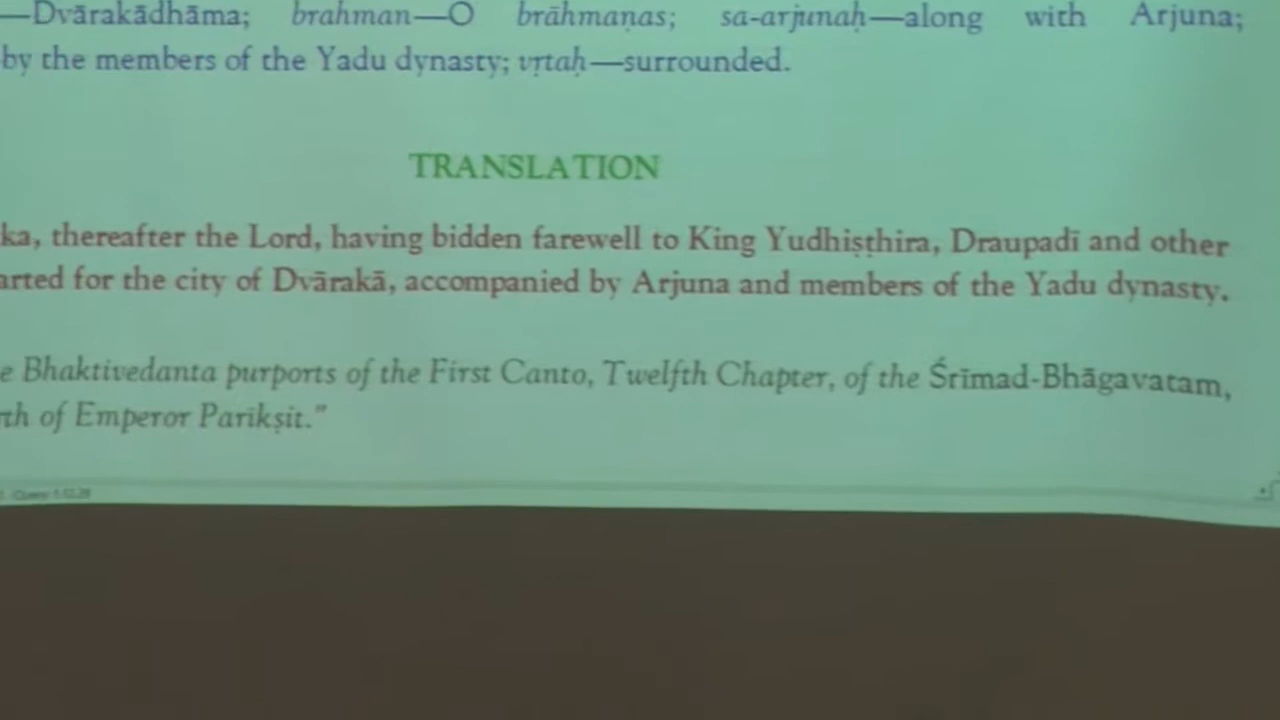 —Dvārakādhāma; brahman—O brāhmaṇas; sa-arjunaḥ—along with Arjuna;
by the members of the Yadu dynasty; vṛtaḥ—surrounded.
TRANSLATION
ka, thereafter the Lord, having bidden farewell to King Yudhiṣṭhira, Draupadī and other
arted for the city of Dvārakā, accompanied by Arjuna and members of the Yadu dynasty.
e Bhaktivedanta purports of the First Canto, Twelfth Chapter, of the Śrīmad-Bhāgavatam,
th of Emperor Parīkṣit."